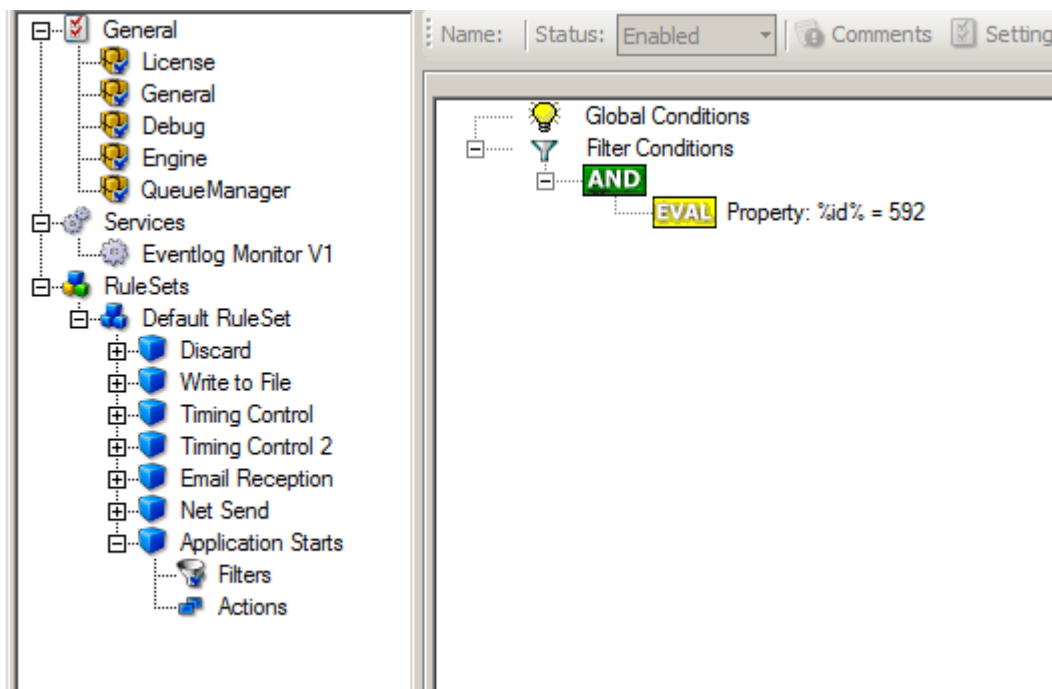 General
License
General
Debug
Engine
QueueManager
Services
Eventlog Monitor V1
RuleSets
Default RuleSet
Discard
Write to File
Timing Control
Timing Control 2
Email Reception
Net Send
Application Starts
Filters
Actions
Name: Status: Enabled Comments Setting
Global Conditions
Filter Conditions
AND
EVAL Property: %id% = 592